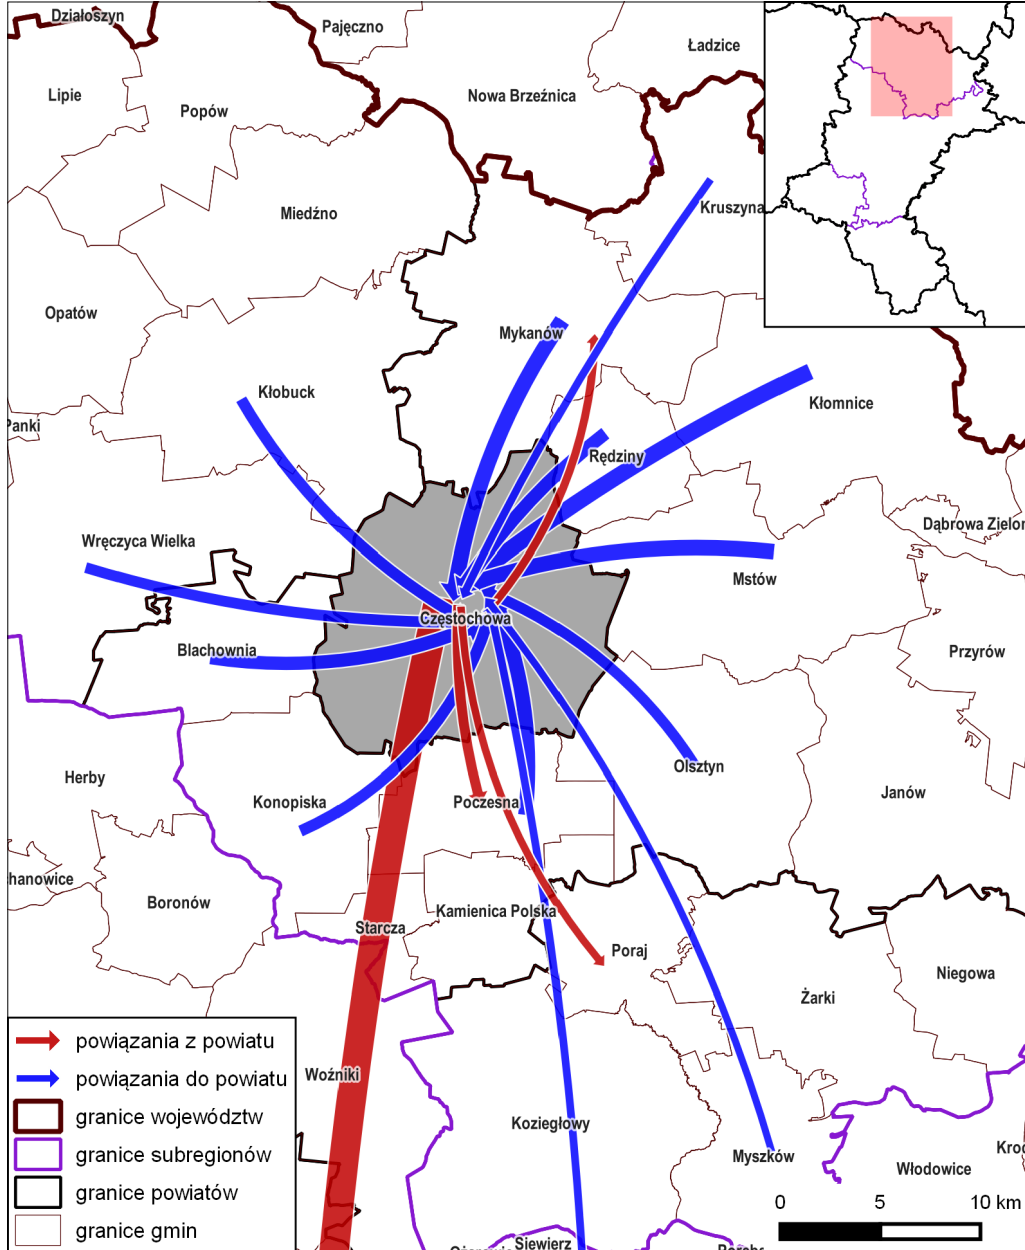 Działoszyn
Pajęczno
Ładzice
Lipie
Popów
Nowa Brzeźnica
Miedźno
Kruszyna
Opatów
Mykanów
Kłobuck
Kłomnice
Panki
Rędziny
Dąbrowa Zielon
Wręczyca Wielka
Mstów
Częstochowa
Blachownia
Przyrów
Olsztyn
Herby
Konopiska
Poczesna
Janów
hanowice
Boronów
Kamienica Polska
Starcza
Poraj
Niegowa
Żarki
Woźniki
Koziegłowy
Myszków
Włodowice
Siewierz
powiązania z powiatu
powiązania do powiatu
granice województw
granice subregionów
granice powiatów
granice gmin
0 5 10 km